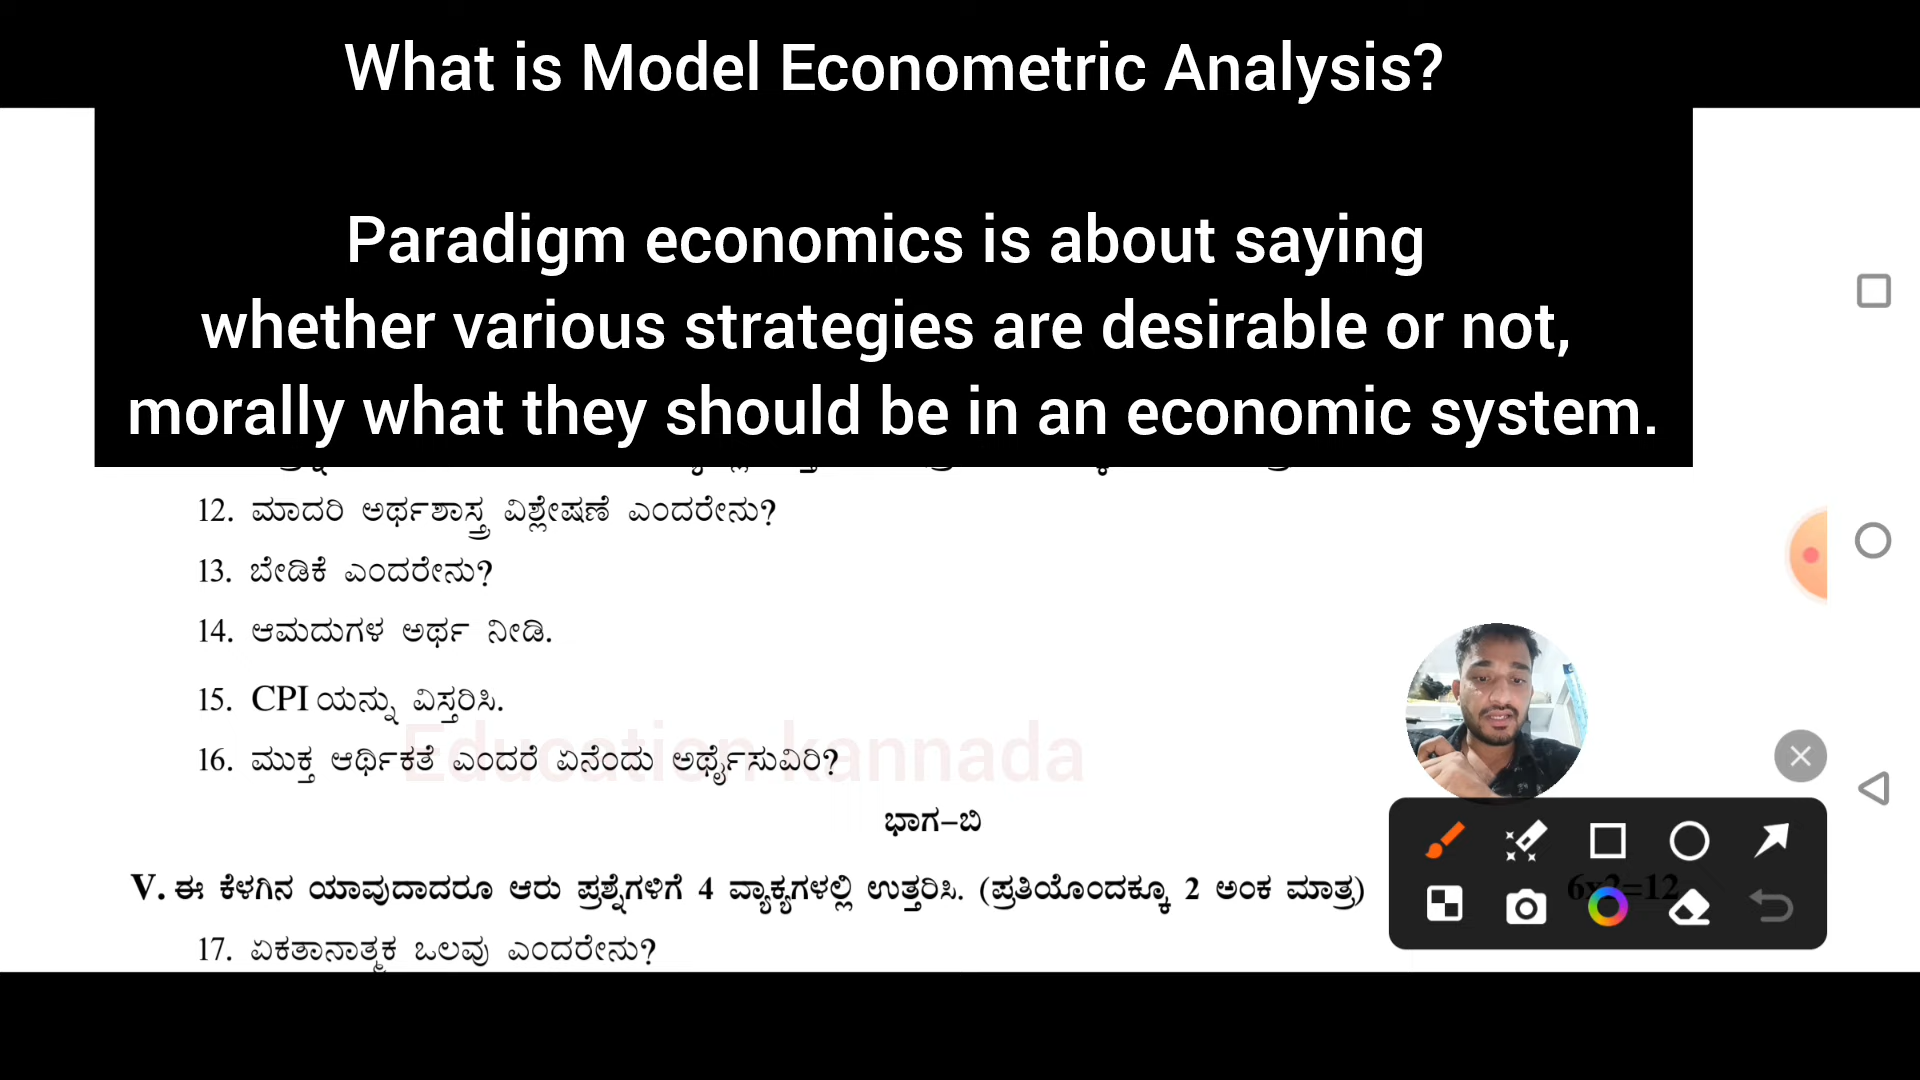 What is Model Econometric Analysis?
Paradigm economics is about saying
whether various strategies are desirable or not,
morally what they should be in an economic system.
12. ಮಾದರಿ ಅರ್ಥಶಾಸ್ತ್ರ ವಿಶ್ಲೇಷಣೆ ಎಂದರೇನು?
13. ಬೇಡಿಕೆ ಎಂದರೇನು?
14. ಆಮದುಗಳ ಅರ್ಥ ನೀಡಿ.
15. CPI ಯನ್ನು ವಿಸ್ತರಿಸಿ.
Education kannada
16. ಮುಕ್ತ ಆರ್ಥಿಕತೆ ಎಂದರೆ ಏನೆಂದು ಅರ್ಥೈಸುವಿರಿ?
ಭಾಗ–ಬಿ
V. ಈ ಕೆಳಗಿನ ಯಾವುದಾದರೂ ಆರು ಪ್ರಶ್ನೆಗಳಿಗೆ 4 ವ್ಯಾಕ್ಯಗಳಲ್ಲಿ ಉತ್ತರಿಸಿ. (ಪ್ರತಿಯೊಂದಕ್ಕೂ 2 ಅಂಕ ಮಾತ್ರ) 6x2=12
17. ಏಕತಾನಾತ್ಮಕ ಒಲವು ಎಂದರೇನು?